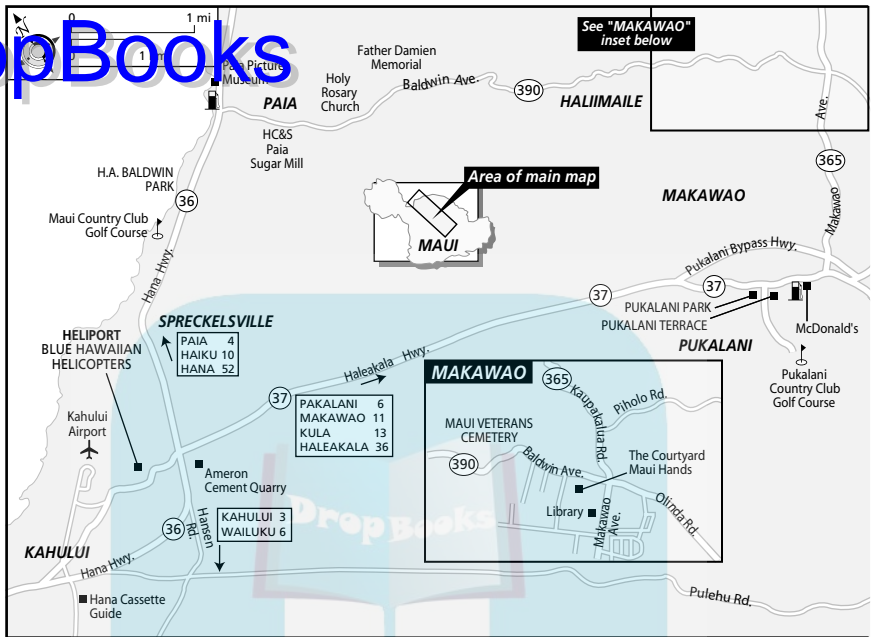 N
0 1 mi
0 1 km
opBooks
Paia Picture
Museum
See "MAKAWAO"
inset below
Father Damien
Memorial
Holy
Rosary
Church
PAIA
Baldwin Ave.
390
HALIIMAILE
Ave.
HC&S
Paia
Sugar Mill
365
H.A. BALDWIN
PARK
36
Area of main map
MAKAWAO
Makawao
Maui Country Club
Golf Course
MAUI
Hana Hwy.
Pukalani Bypass Hwy.
37
37
PUKALANI PARK
PUKALANI TERRACE
McDonald's
PUKALANI
Pukalani
Country Club
Golf Course
SPRECKELSVILLE
HELIPORT
BLUE HAWAIIAN
HELICOPTERS
PAIA 4
HAIKU 10
HANA 52
Haleakala Hwy.
37
PAKALANI 6
MAKAWAO 11
KULA 13
HALEAKALA 36
Kahului
Airport
Ameron
Cement Quarry
MAKAWAO
365
Kaupakalua Rd.
Piholo Rd.
MAUI VETERANS
CEMETERY
390
Baldwin Ave.
The Courtyard
Maui Hands
Library
Makawao
Ave.
Olinda Rd.
DropBooks
36
Hansen
Rd.
KAHULUI 3
WAILUKU 6
KAHULUI
Hana Hwy.
Hana Cassette
Guide
Pulehu Rd.